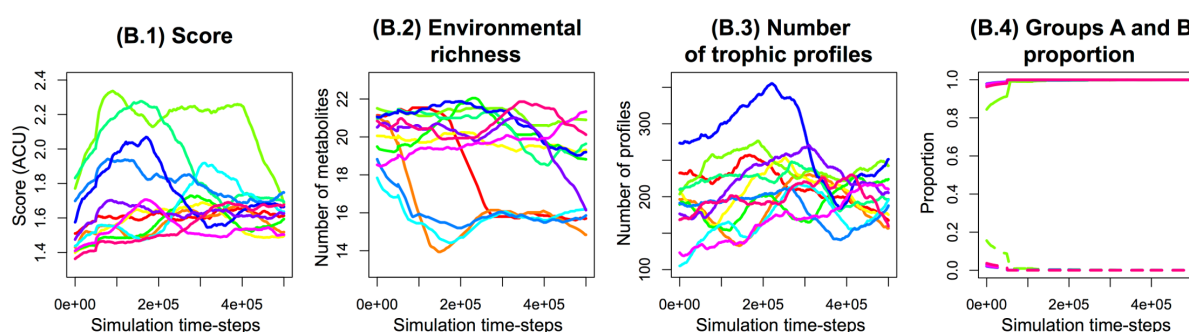 (B.1) Score
Score (ACU)
1.4 1.6 1.8 2.0 2.2 2.4
0e+00 2e+05 4e+05
Simulation time-steps
(B.2) Environmental
richness
Number of metabolites
14 16 18 20 22
0e+00 2e+05 4e+05
Simulation time-steps
(B.3) Number
of trophic profiles
Number of profiles
100 200 300
0e+00 2e+05 4e+05
Simulation time-steps
(B.4) Groups A and B
proportion
Proportion
0.0 0.2 0.4 0.6 0.8 1.0
0e+00 2e+05 4e+05
Simulation time-steps